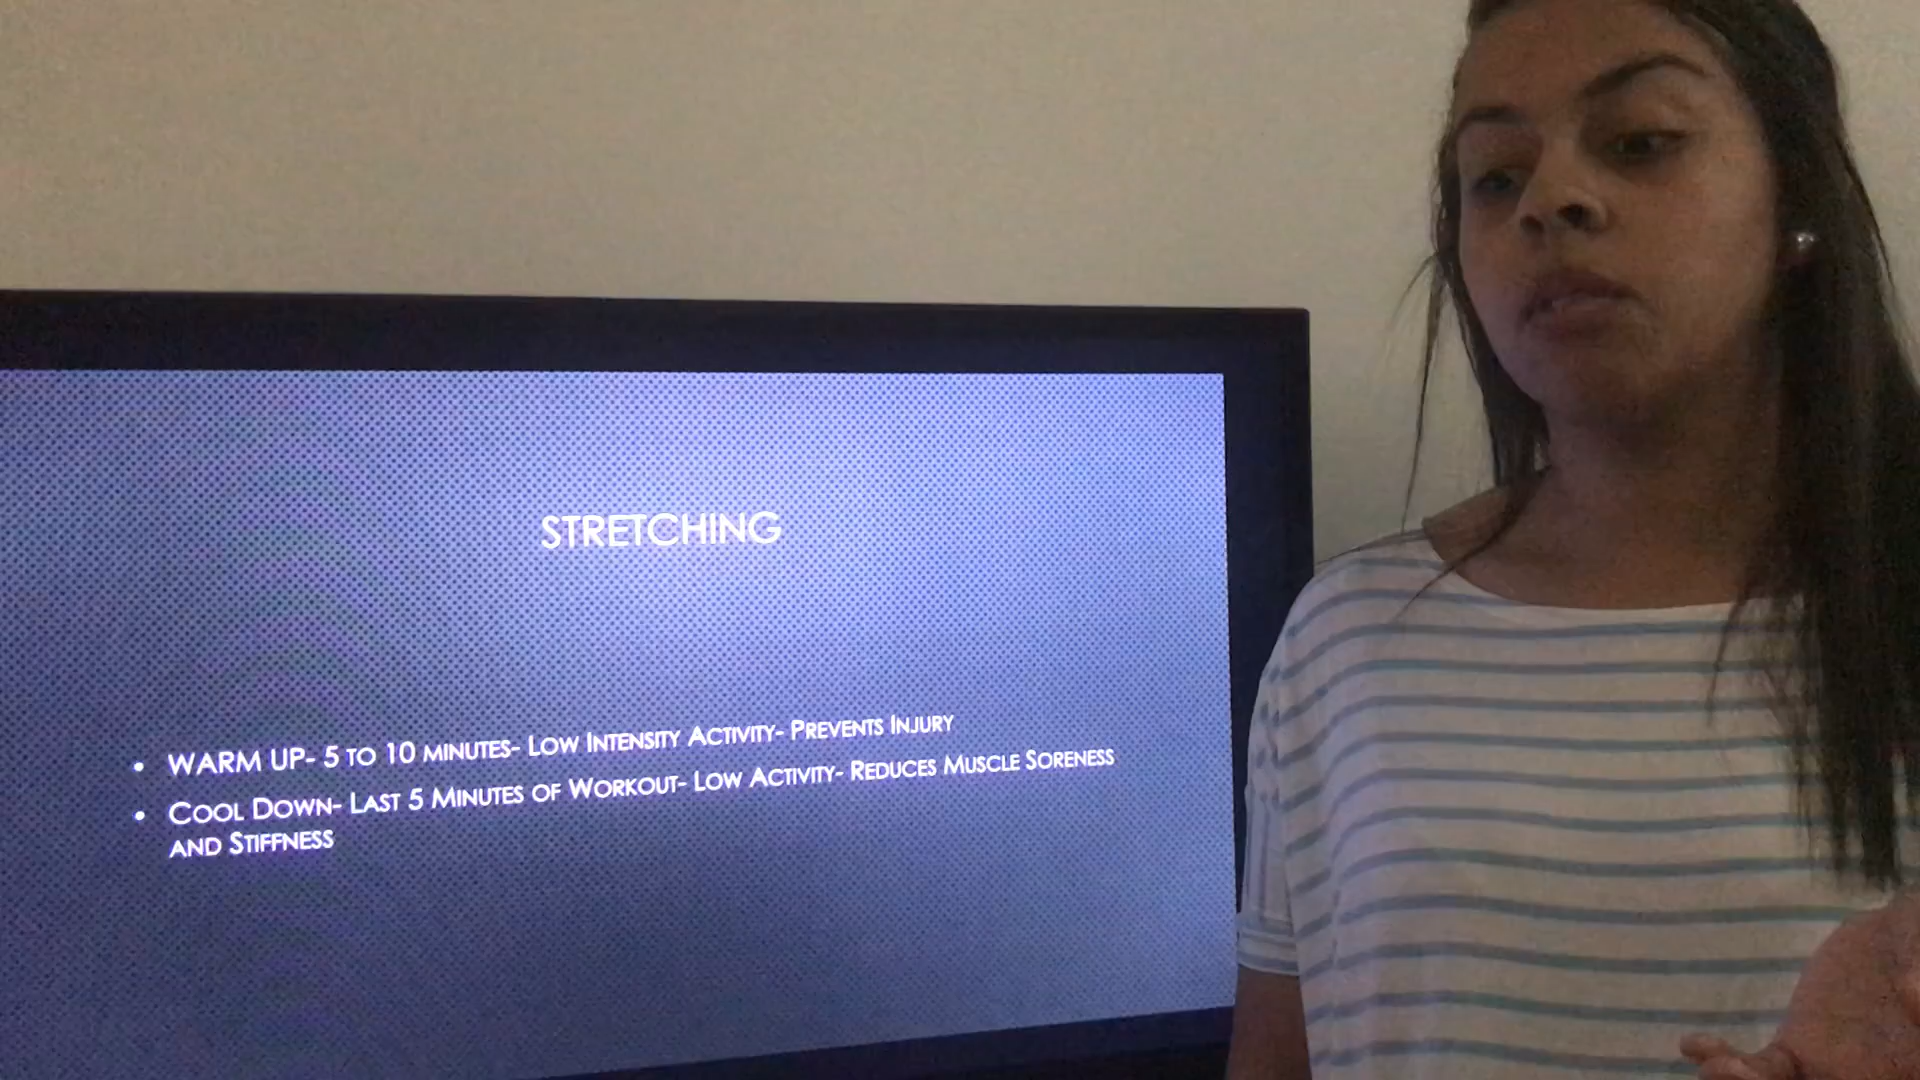 STRETCHING
• WARM UP- 5 TO 10 MINUTES- LOW INTENSITY ACTIVITY- PREVENTS INJURY
• COOL DOWN- LAST 5 MINUTES OF WORKOUT- LOW ACTIVITY- REDUCES MUSCLE SORENESS
AND STIFFNESS